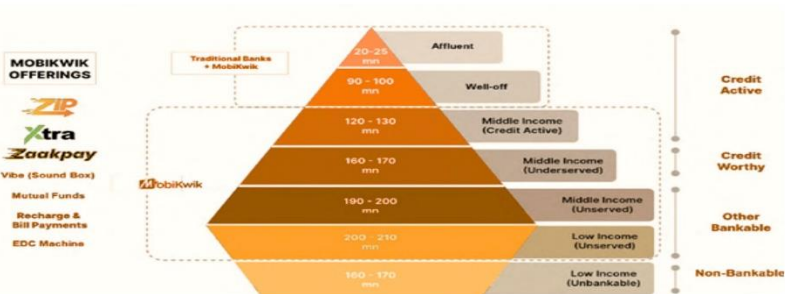 MOBIKWIK
OFFERINGS
ZIP
Xtra
Zaakpay
Vibe (Sound Box)
Mutual Funds
Recharge &
Bill Payments
EDC Machine
Traditional Banks
+ MobiKwik
MobiKwik
20-25
mn
90 - 100
mn
120 - 130
mn
160 - 170
mn
190 - 200
mn
200 - 210
mn
160 - 170
mn
Affluent
Well-off
Middle Income
(Credit Active)
Middle Income
(Underserved)
Middle Income
(Unserved)
Low Income
(Unserved)
Low Income
(Unbankable)
Credit
Active
Credit
Worthy
Other
Bankable
Non-Bankable